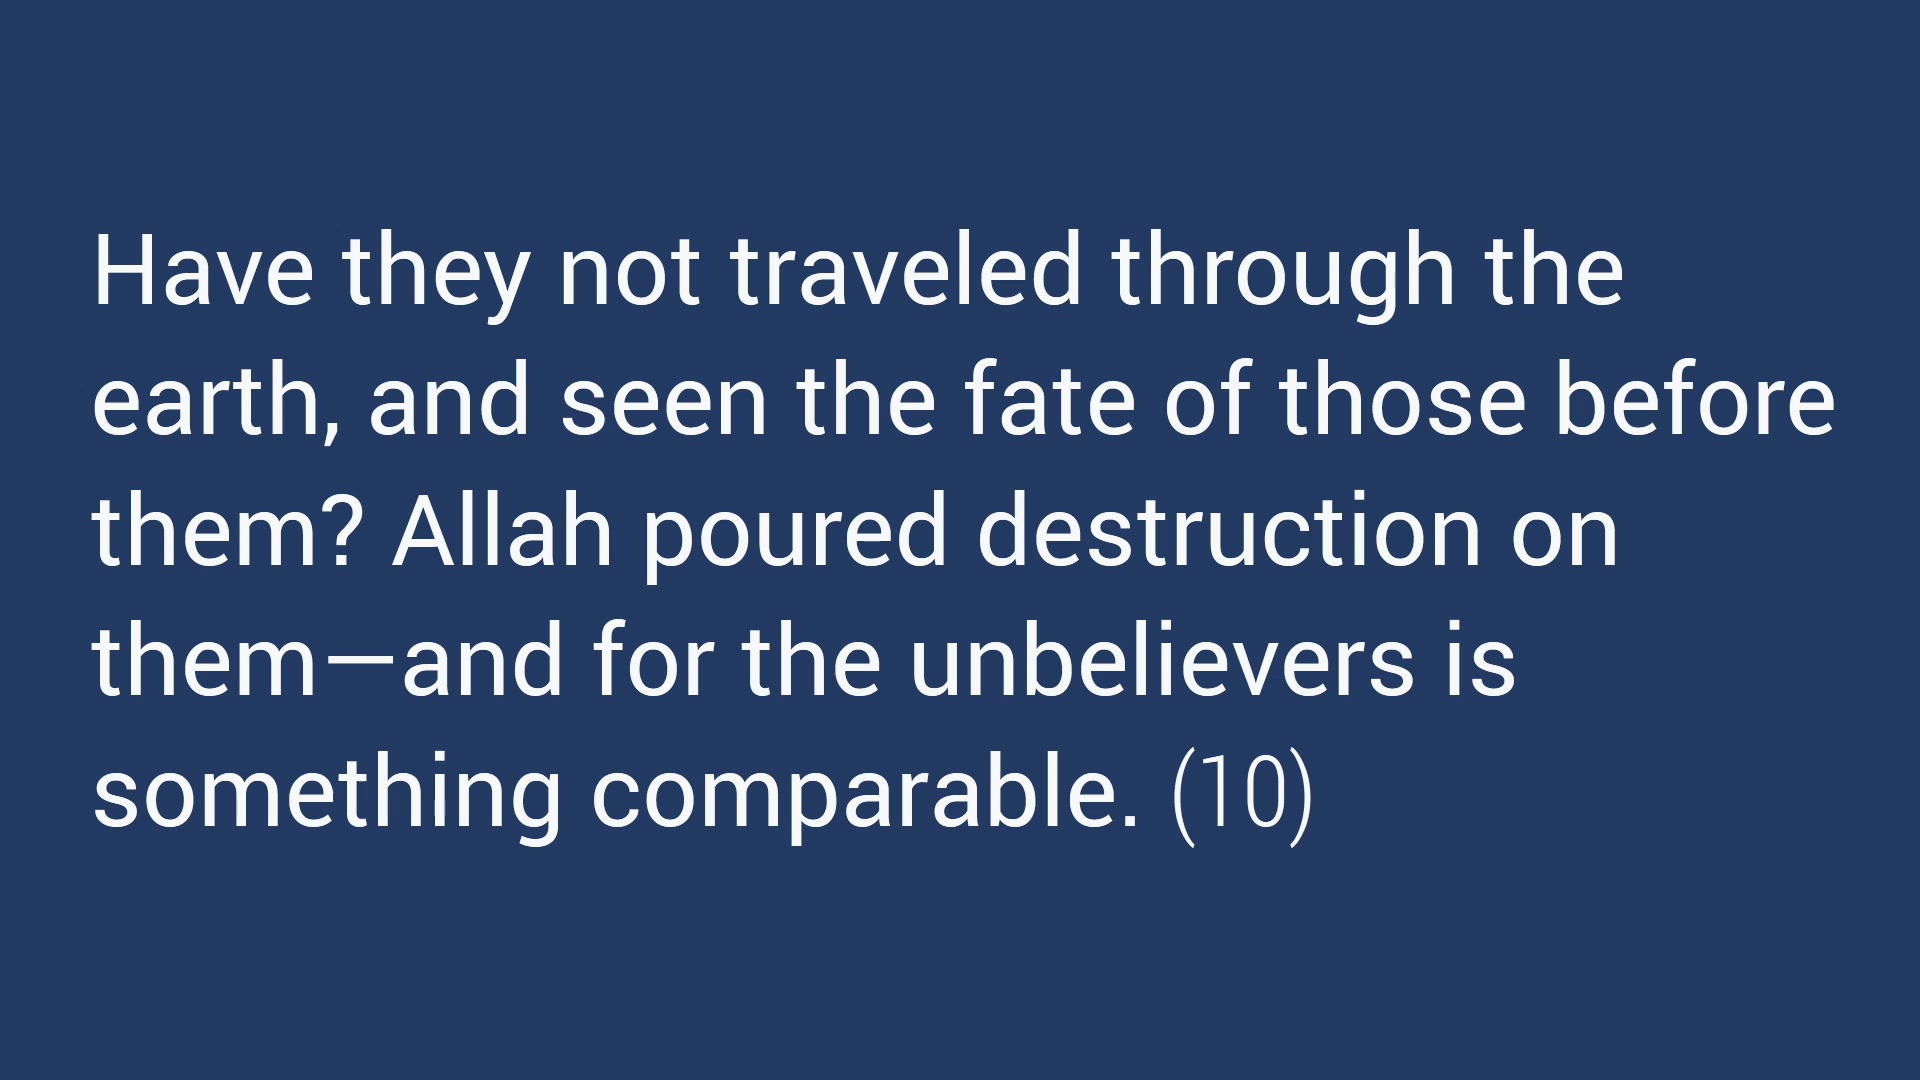 Have they not traveled through the
earth, and seen the fate of those before
them? Allah poured destruction on
them—and for the unbelievers is
something comparable. (10)